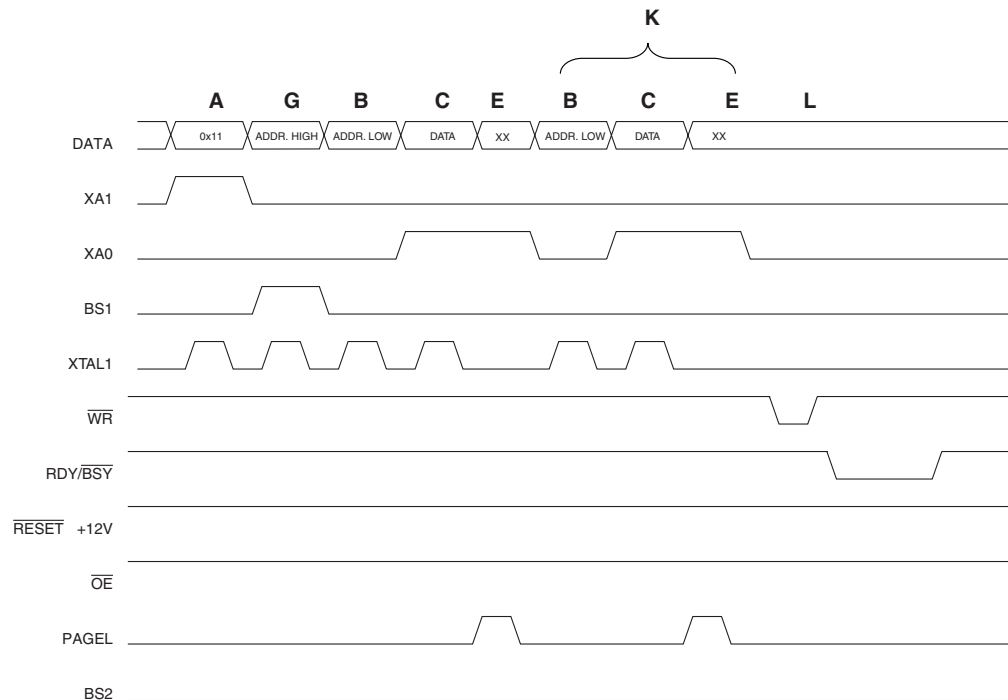 K
A G B C E B C E L
DATA 0x11 ADDR. HIGH ADDR. LOW DATA XX ADDR. LOW DATA XX
XA1
XA0
BS1
XTAL1
WR
RDY/BSY
RESET +12V
OE
PAGEL
BS2